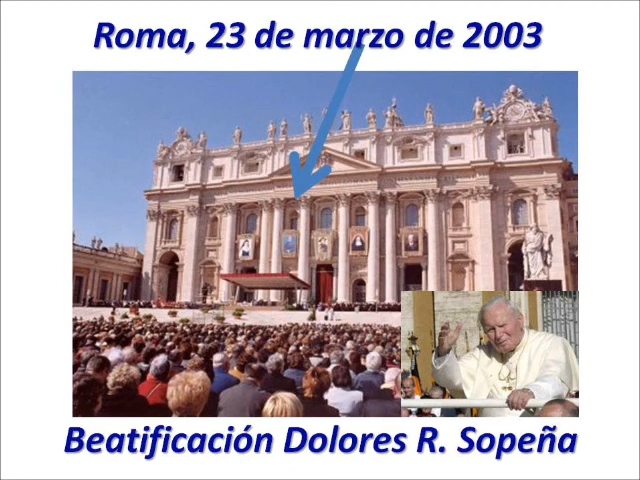 Roma, 23 de marzo de 2003
Beatificación Dolores R. Sopeña